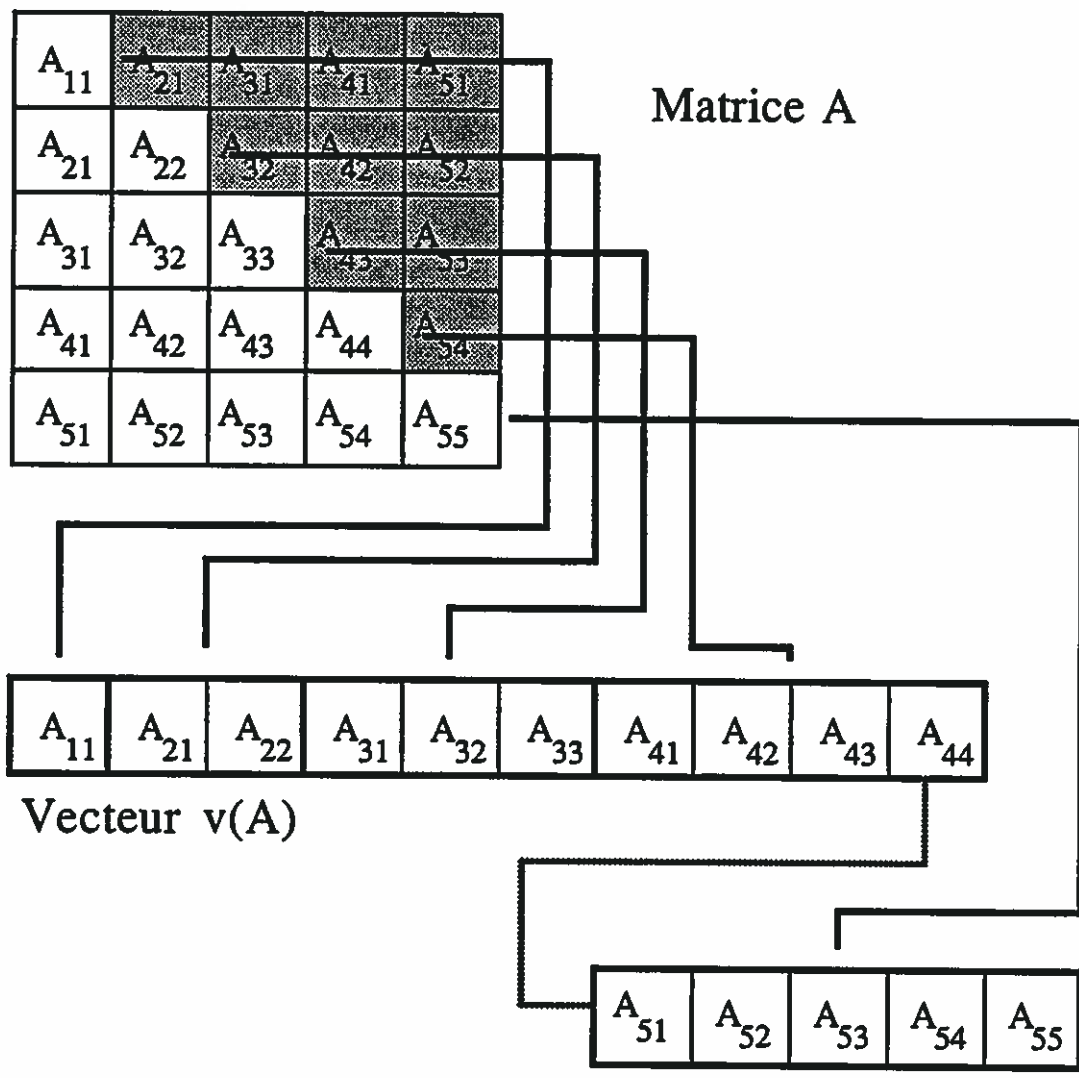 A11 A21 A31 A41 A51
Matrice A
A21 A22 A32 A42 A52
A31 A32 A33 A43 A53
A41 A42 A43 A44 A54
A51 A52 A53 A54 A55
A11 A21 A22 A31 A32 A33 A41 A42 A43 A44
Vecteur v(A)
A51 A52 A53 A54 A55